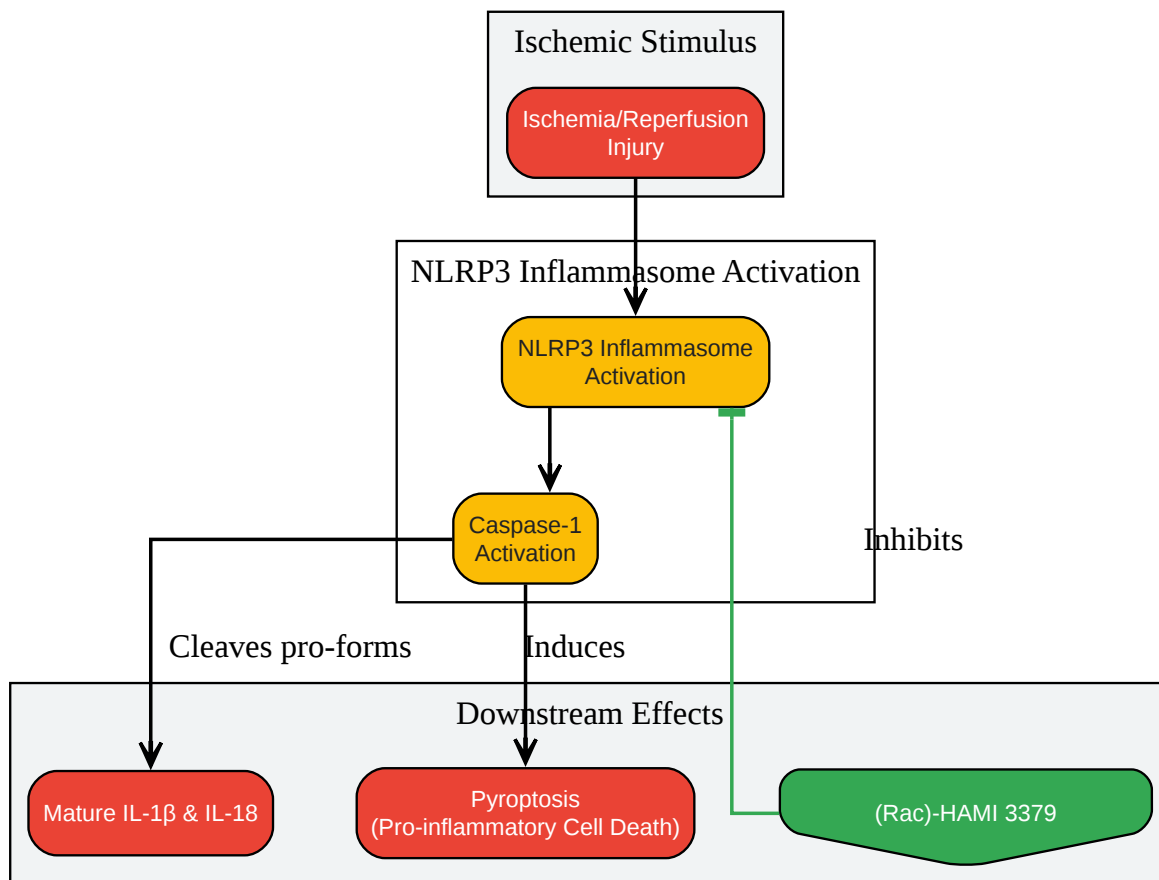 Ischemic Stimulus
Ischemia/Reperfusion
Injury
NLRP3 Inflammasome Activation
NLRP3 Inflammasome
Activation
Caspase-1
Activation
Inhibits
Cleaves pro-forms
Induces
Downstream Effects
Mature IL-1β & IL-18
Pyroptosis
(Pro-inflammatory Cell Death)
(Rac)-HAMI 3379